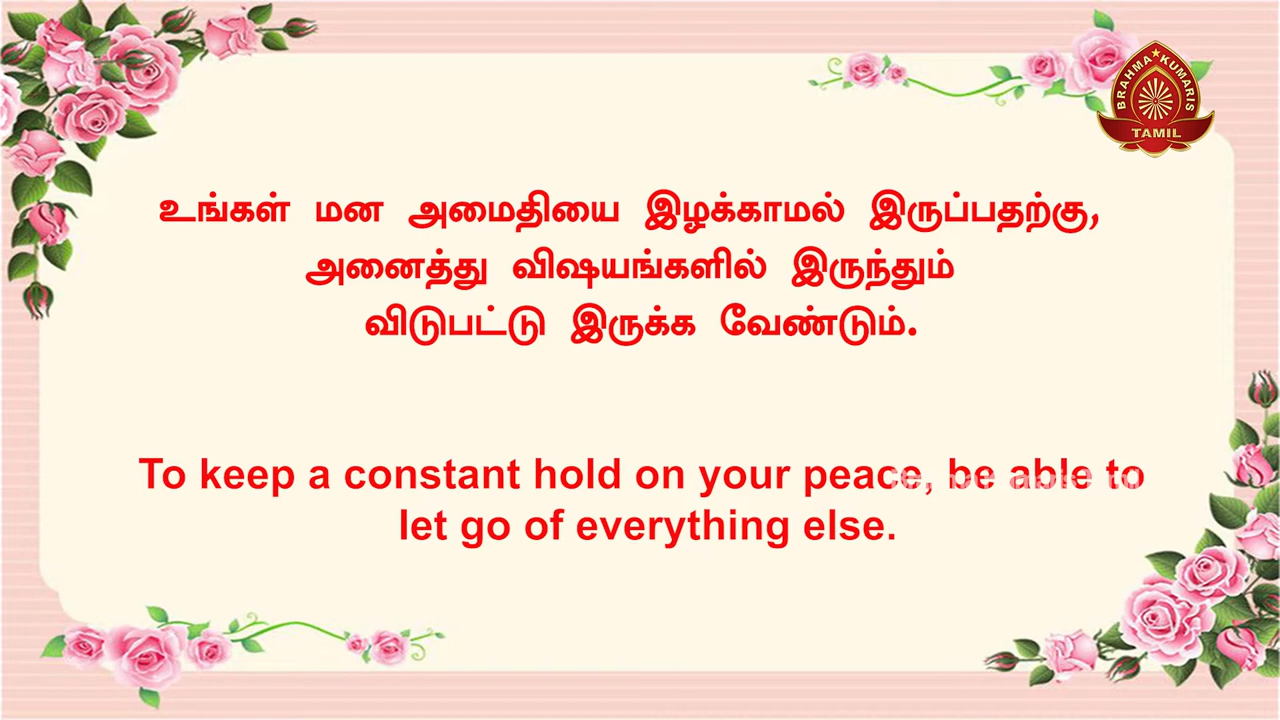 BRAHMA KUMARIS
TAMIL
உங்கள் மன அமைதியை இழக்காமல் இருப்பதற்கு,
அனைத்து விஷயங்களில் இருந்தும்
விடுபட்டு இருக்க வேண்டும்.
To keep a constant hold on your peace, be able to
let go of everything else.